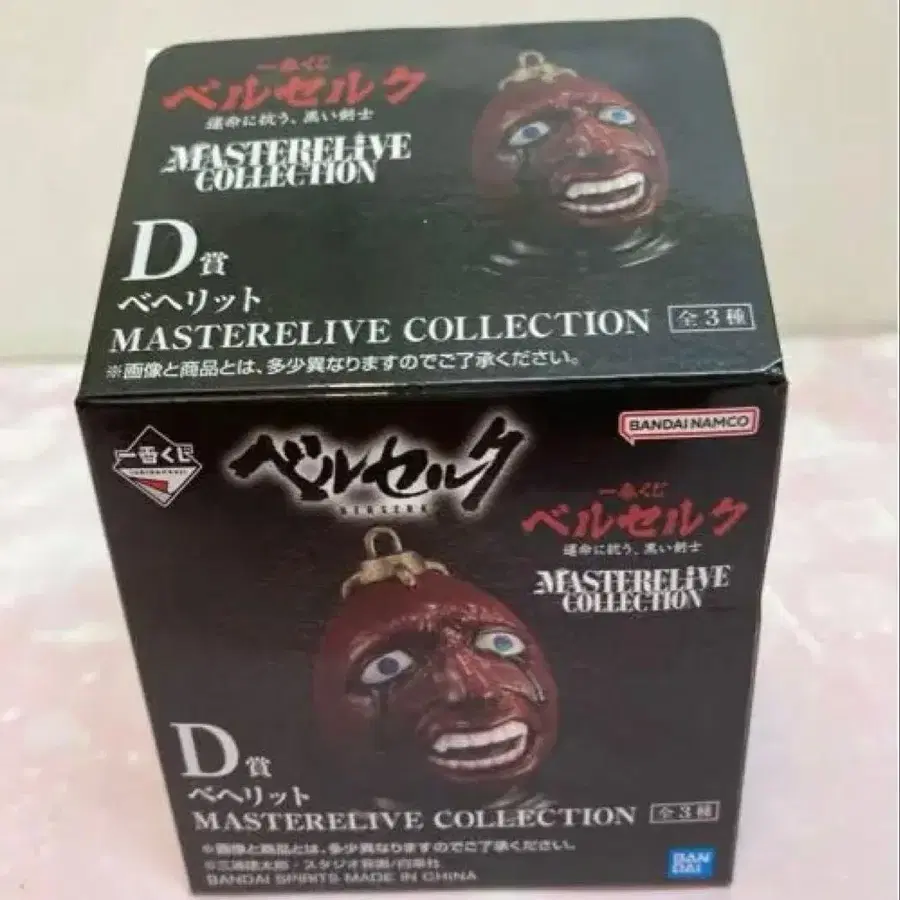 一番くじ
ベルセルク
運命に抗う、黒い剣士
MASTERELIVE
COLLECTION
D賞
ベヘリット
MASTERELIVE COLLECTION 全3種
※画像と商品とは、多少異なりますのでご了承ください。
一番くじ
ベルセルク
BERSERK
BANDAI NAMCO
一番くじ
ベルセルク
運命に抗う、黒い剣士
MASTERELIVE
COLLECTION
D賞
ベヘリット
MASTERELIVE COLLECTION 全3種
※画像と商品とは、多少異なりますのでご了承ください。
©三浦建太郎・スタジオ我画/白泉社
BANDAI SPIRITS MADE IN CHINA
BANDAI